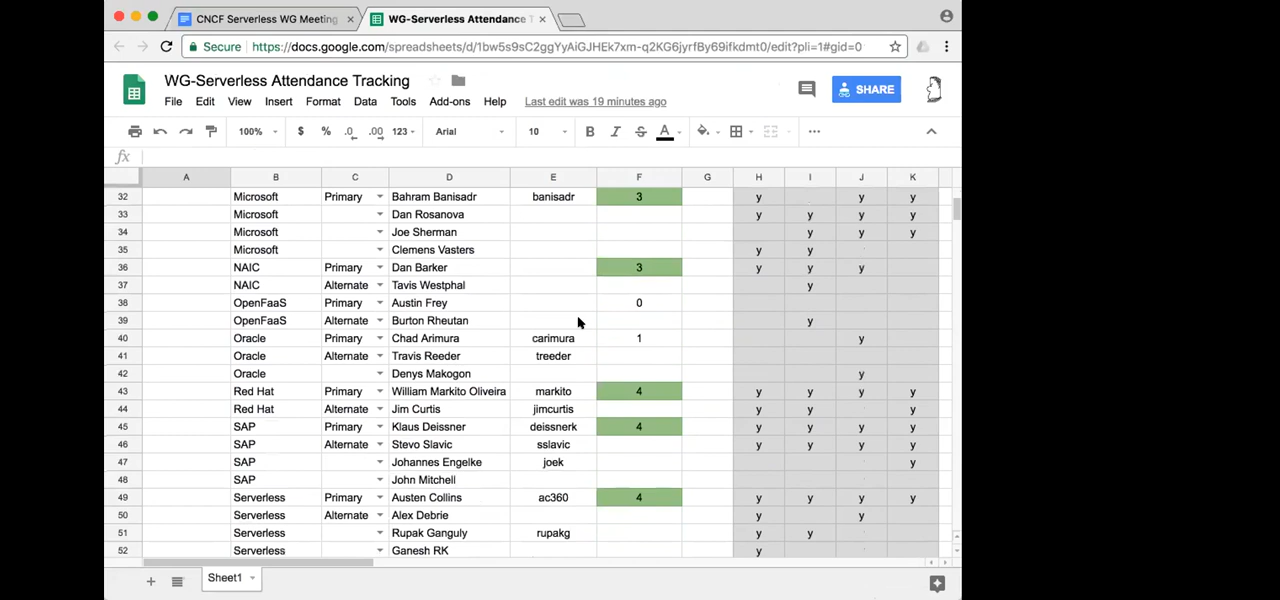 CNCF Serverless WG Meeting × WG-Serverless Attendance T ×
Secure https://docs.google.com/spreadsheets/d/1bw5s9sC2ggYyAiGJHEk7xm-q2KG6jyrfBy69ifkdmt0/edit?pli=1#gid=0
WG-Serverless Attendance Tracking
SHARE
File Edit View Insert Format Data Tools Add-ons Help Last edit was 19 minutes ago
100% $ % .0 .00 123 Arial 10 B I S A
fx
A B C D E F G H I J K
32 Microsoft Primary Bahram Banisadr banisadr 3 y y y
33 Microsoft Dan Rosanova y y y y
34 Microsoft Joe Sherman y y y
35 Microsoft Clemens Vasters y y
36 NAIC Primary Dan Barker 3 y y y
37 NAIC Alternate Tavis Westphal y
38 OpenFaaS Primary Austin Frey 0
39 OpenFaaS Alternate Burton Rheutan y
40 Oracle Primary Chad Arimura carimura 1 y
41 Oracle Alternate Travis Reeder treeder
42 Oracle Denys Makogon y
43 Red Hat Primary William Markito Oliveira markito 4 y y y y
44 Red Hat Alternate Jim Curtis jimcurtis y y y
45 SAP Primary Klaus Deissner deissnerk 4 y y y y
46 SAP Alternate Stevo Slavic sslavic y y y y
47 SAP Johannes Engelke joek y
48 SAP John Mitchell
49 Serverless Primary Austen Collins ac360 4 y y y y
50 Serverless Alternate Alex Debrie y y
51 Serverless Rupak Ganguly rupakg y y
52 Serverless Ganesh RK y
Sheet1